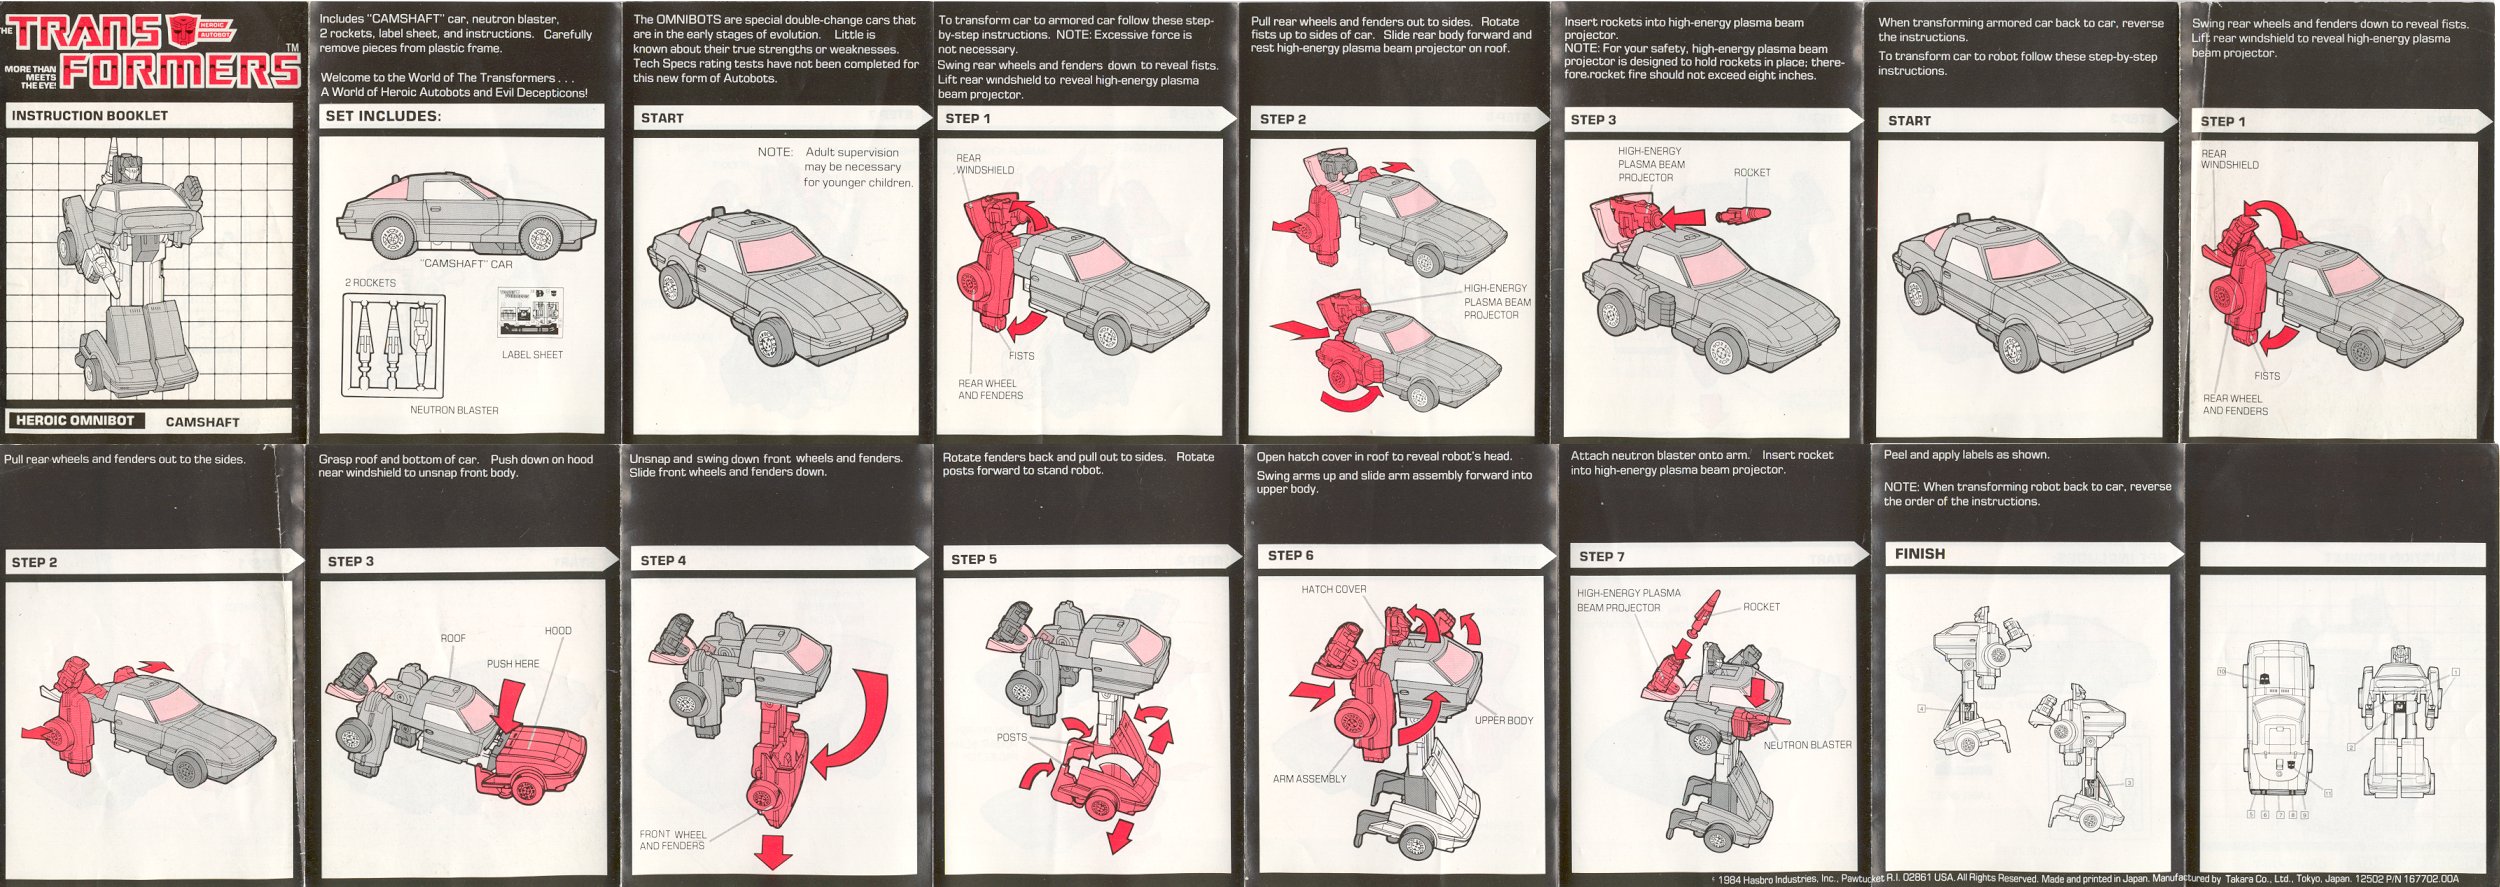 THE
TRANSFORMERS
HEROIC
AUTOBOT
TM
MORE THAN
MEETS
THE EYE!
INSTRUCTION BOOKLET
HEROIC OMNIBOT
CAMSHAFT
Includes "CAMSHAFT" car, neutron blaster,
2 rockets, label sheet, and instructions. Carefully
remove pieces from plastic frame.
Welcome to the World of The Transformers . . .
A World of Heroic Autobots and Evil Decepticons!
SET INCLUDES:
"CAMSHAFT" CAR
2 ROCKETS
LABEL SHEET
NEUTRON BLASTER
The OMNIBOTS are special double-change cars that
are in the early stages of evolution. Little is
known about their true strengths or weaknesses.
Tech Specs rating tests have not been completed for
this new form of Autobots.
START
NOTE: Adult supervision
may be necessary
for younger children.
To transform car to armored car follow these step-
by-step instructions. NOTE: Excessive force is
not necessary.
Swing rear wheels and fenders down to reveal fists.
Lift rear windshield to reveal high-energy plasma
beam projector.
STEP 1
REAR
WINDSHIELD
FISTS
REAR WHEEL
AND FENDERS
Pull rear wheels and fenders out to sides. Rotate
fists up to sides of car. Slide rear body forward and
rest high-energy plasma beam projector on roof.
STEP 2
HIGH-ENERGY
PLASMA BEAM
PROJECTOR
Insert rockets into high-energy plasma beam
projector.
NOTE: For your safety, high-energy plasma beam
projector is designed to hold rockets in place; there-
fore.rocket fire should not exceed eight inches.
STEP 3
HIGH-ENERGY
PLASMA BEAM
PROJECTOR
ROCKET
When transforming armored car back to car, reverse
the instructions.
To transform car to robot follow these step-by-step
instructions.
START
Swing rear wheels and fenders down to reveal fists.
Lift rear windshield to reveal high-energy plasma
beam projector.
STEP 1
REAR
WINDSHIELD
FISTS
REAR WHEEL
AND FENDERS
Pull rear wheels and fenders out to the sides.
STEP 2
Grasp roof and bottom of car. Push down on hood
near windshield to unsnap front body.
STEP 3
ROOF
HOOD
PUSH HERE
Unsnap and swing down front wheels and fenders.
Slide front wheels and fenders down.
STEP 4
FRONT WHEEL
AND FENDERS
Rotate fenders back and pull out to sides. Rotate
posts forward to stand robot.
STEP 5
POSTS
Open hatch cover in roof to reveal robot's head.
Swing arms up and slide arm assembly forward into
upper body.
STEP 6
HATCH COVER
UPPER BODY
ARM ASSEMBLY
Attach neutron blaster onto arm. Insert rocket
into high-energy plasma beam projector.
STEP 7
HIGH-ENERGY PLASMA
BEAM PROJECTOR
ROCKET
NEUTRON BLASTER
Peel and apply labels as shown.
NOTE: When transforming robot back to car, reverse
the order of the instructions.
FINISH
4
3
10
1
2
11
5 6 7 8 9
© 1984 Hasbro Industries, Inc., Pawtucket R.I. 02861 USA. All Rights Reserved. Made and printed in Japan. Manufactured by Takara Co., Ltd., Tokyo, Japan. 12502 P/N 167702.00A